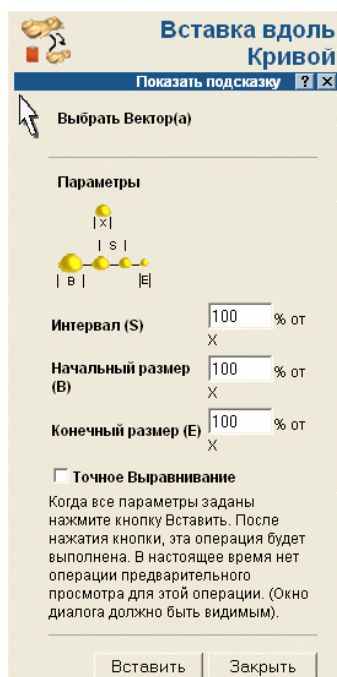 Вставка вдоль
Кривой
Показать подсказку ? ×
Выбрать Вектор(а)
Параметры
|X|
| S |
| B | |E|
Интервал (S) 100 % от
X
Начальный размер 100 % от
(B) X
Конечный размер (E) 100 % от
X
Точное Выравнивание
Когда все параметры заданы
нажмите кнопку Вставить. После
нажатия кнопки, эта операция будет
выполнена. В настоящее время нет
операции предварительного
просмотра для этой операции. (Окно
диалога должно быть видимым).
Вставить Закрыть